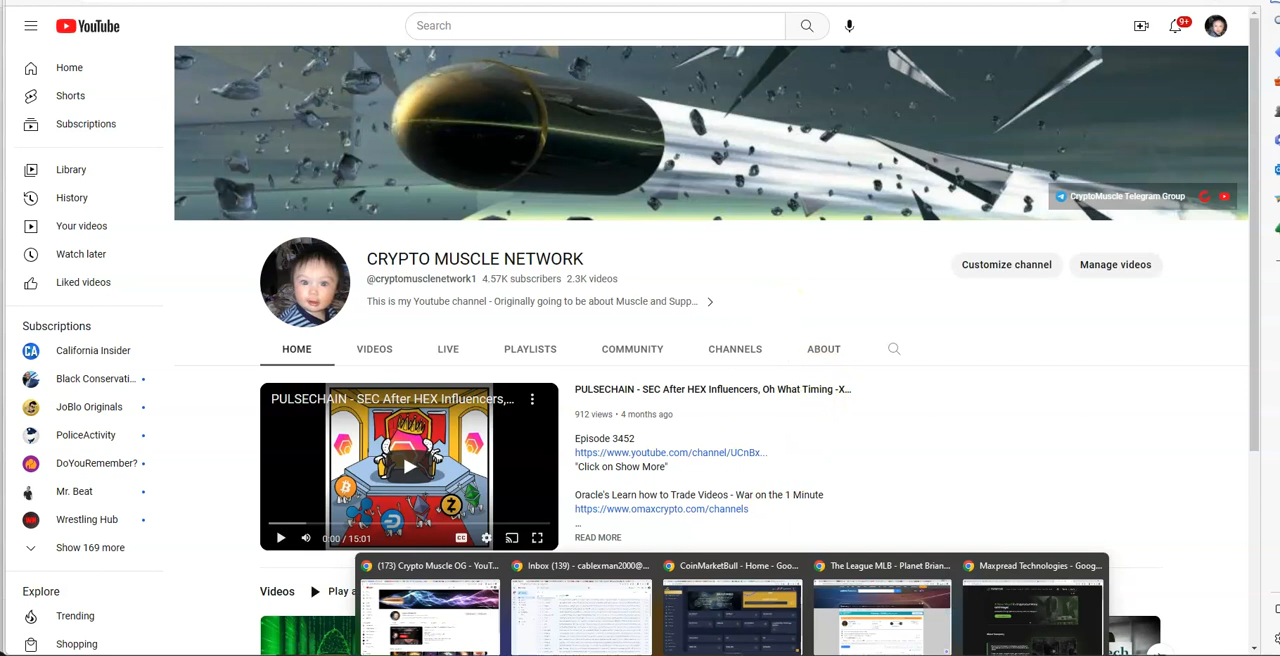 YouTube
Search
9+
Home
Shorts
Subscriptions
Library
History
Your videos
Watch later
Liked videos
Subscriptions
California Insider
Black Conservati...
JoBlo Originals
PoliceActivity
DoYouRemember?
Mr. Beat
Wrestling Hub
Show 169 more
Explore
Trending
Shopping
CryptoMuscle Telegram Group
CRYPTO MUSCLE NETWORK
@cryptomusclenetwork1 4.57K subscribers 2.3K videos
This is my Youtube channel - Originally going to be about Muscle and Supp...
Customize channel
Manage videos
HOME VIDEOS LIVE PLAYLISTS COMMUNITY CHANNELS ABOUT
PULSECHAIN - SEC After HEX Influencers,...
0:00 / 15:01
PULSECHAIN - SEC After HEX Influencers, Oh What Timing -X...
912 views • 4 months ago
Episode 3452
https://www.youtube.com/channel/UCnBx...
"Click on Show More"
Oracle's Learn how to Trade Videos - War on the 1 Minute
https://www.omaxcrypto.com/channels
...
READ MORE
Videos
Play a
(173) Crypto Muscle OG - YouT...
Inbox (139) - cablexman2000@...
CoinMarketBull - Home - Goo...
The League MLB - Planet Brian...
Maxpread Technologies - Goog...